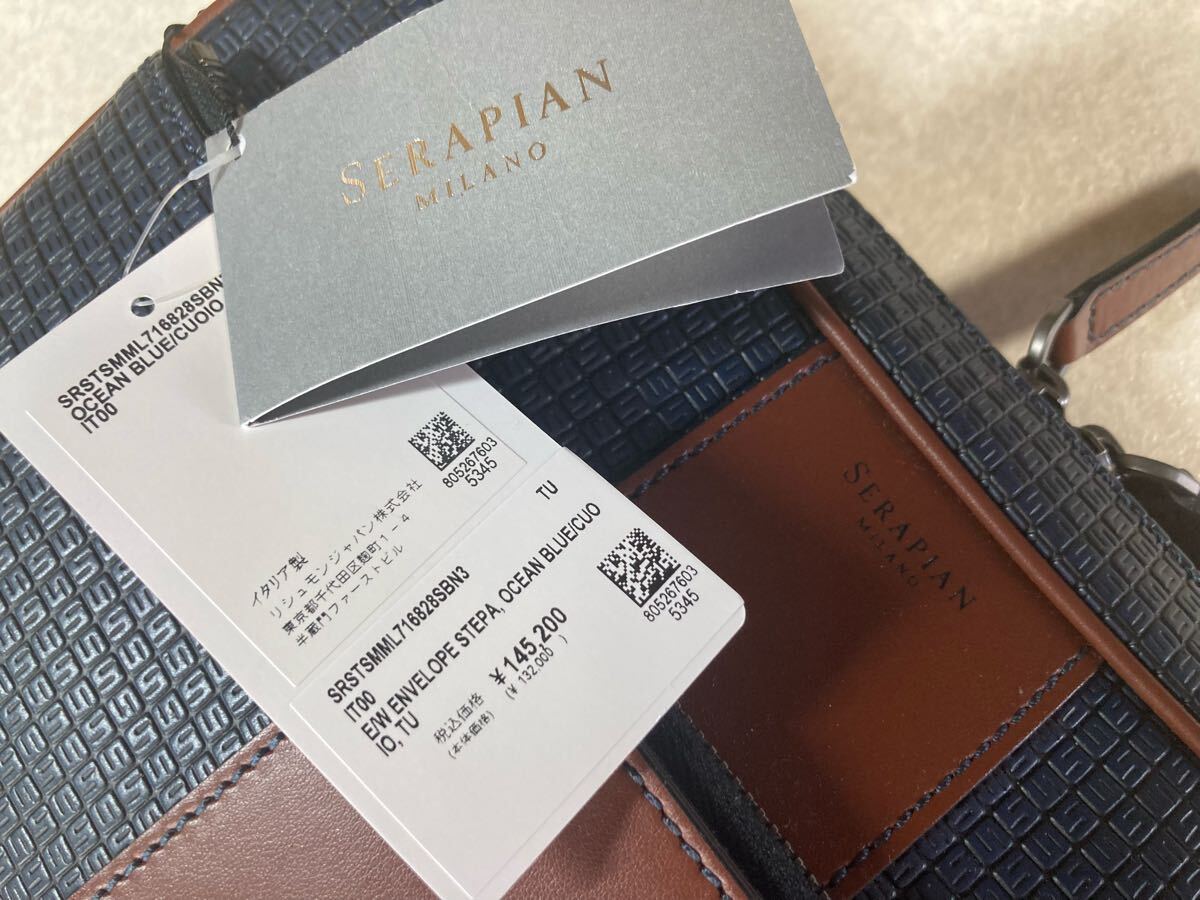 SERAPIAN
MILANO
SRSTSMML716828SBN
OCEAN BLUE/CUOIO
IT00
805267603
5345
イタリア製
リシュモンジャパン株式会社
東京都千代田区麹町1-4
半蔵門ファーストビル
SRSTSMML716828SBN3
IT00
TU
E/W ENVELOPE STEPA, OCEAN BLUE/CUO
IO, TU
税込価格 ¥145,200
(本体価格) (¥ 132,000 )
805267603
5345
SERAPIAN
MILANO